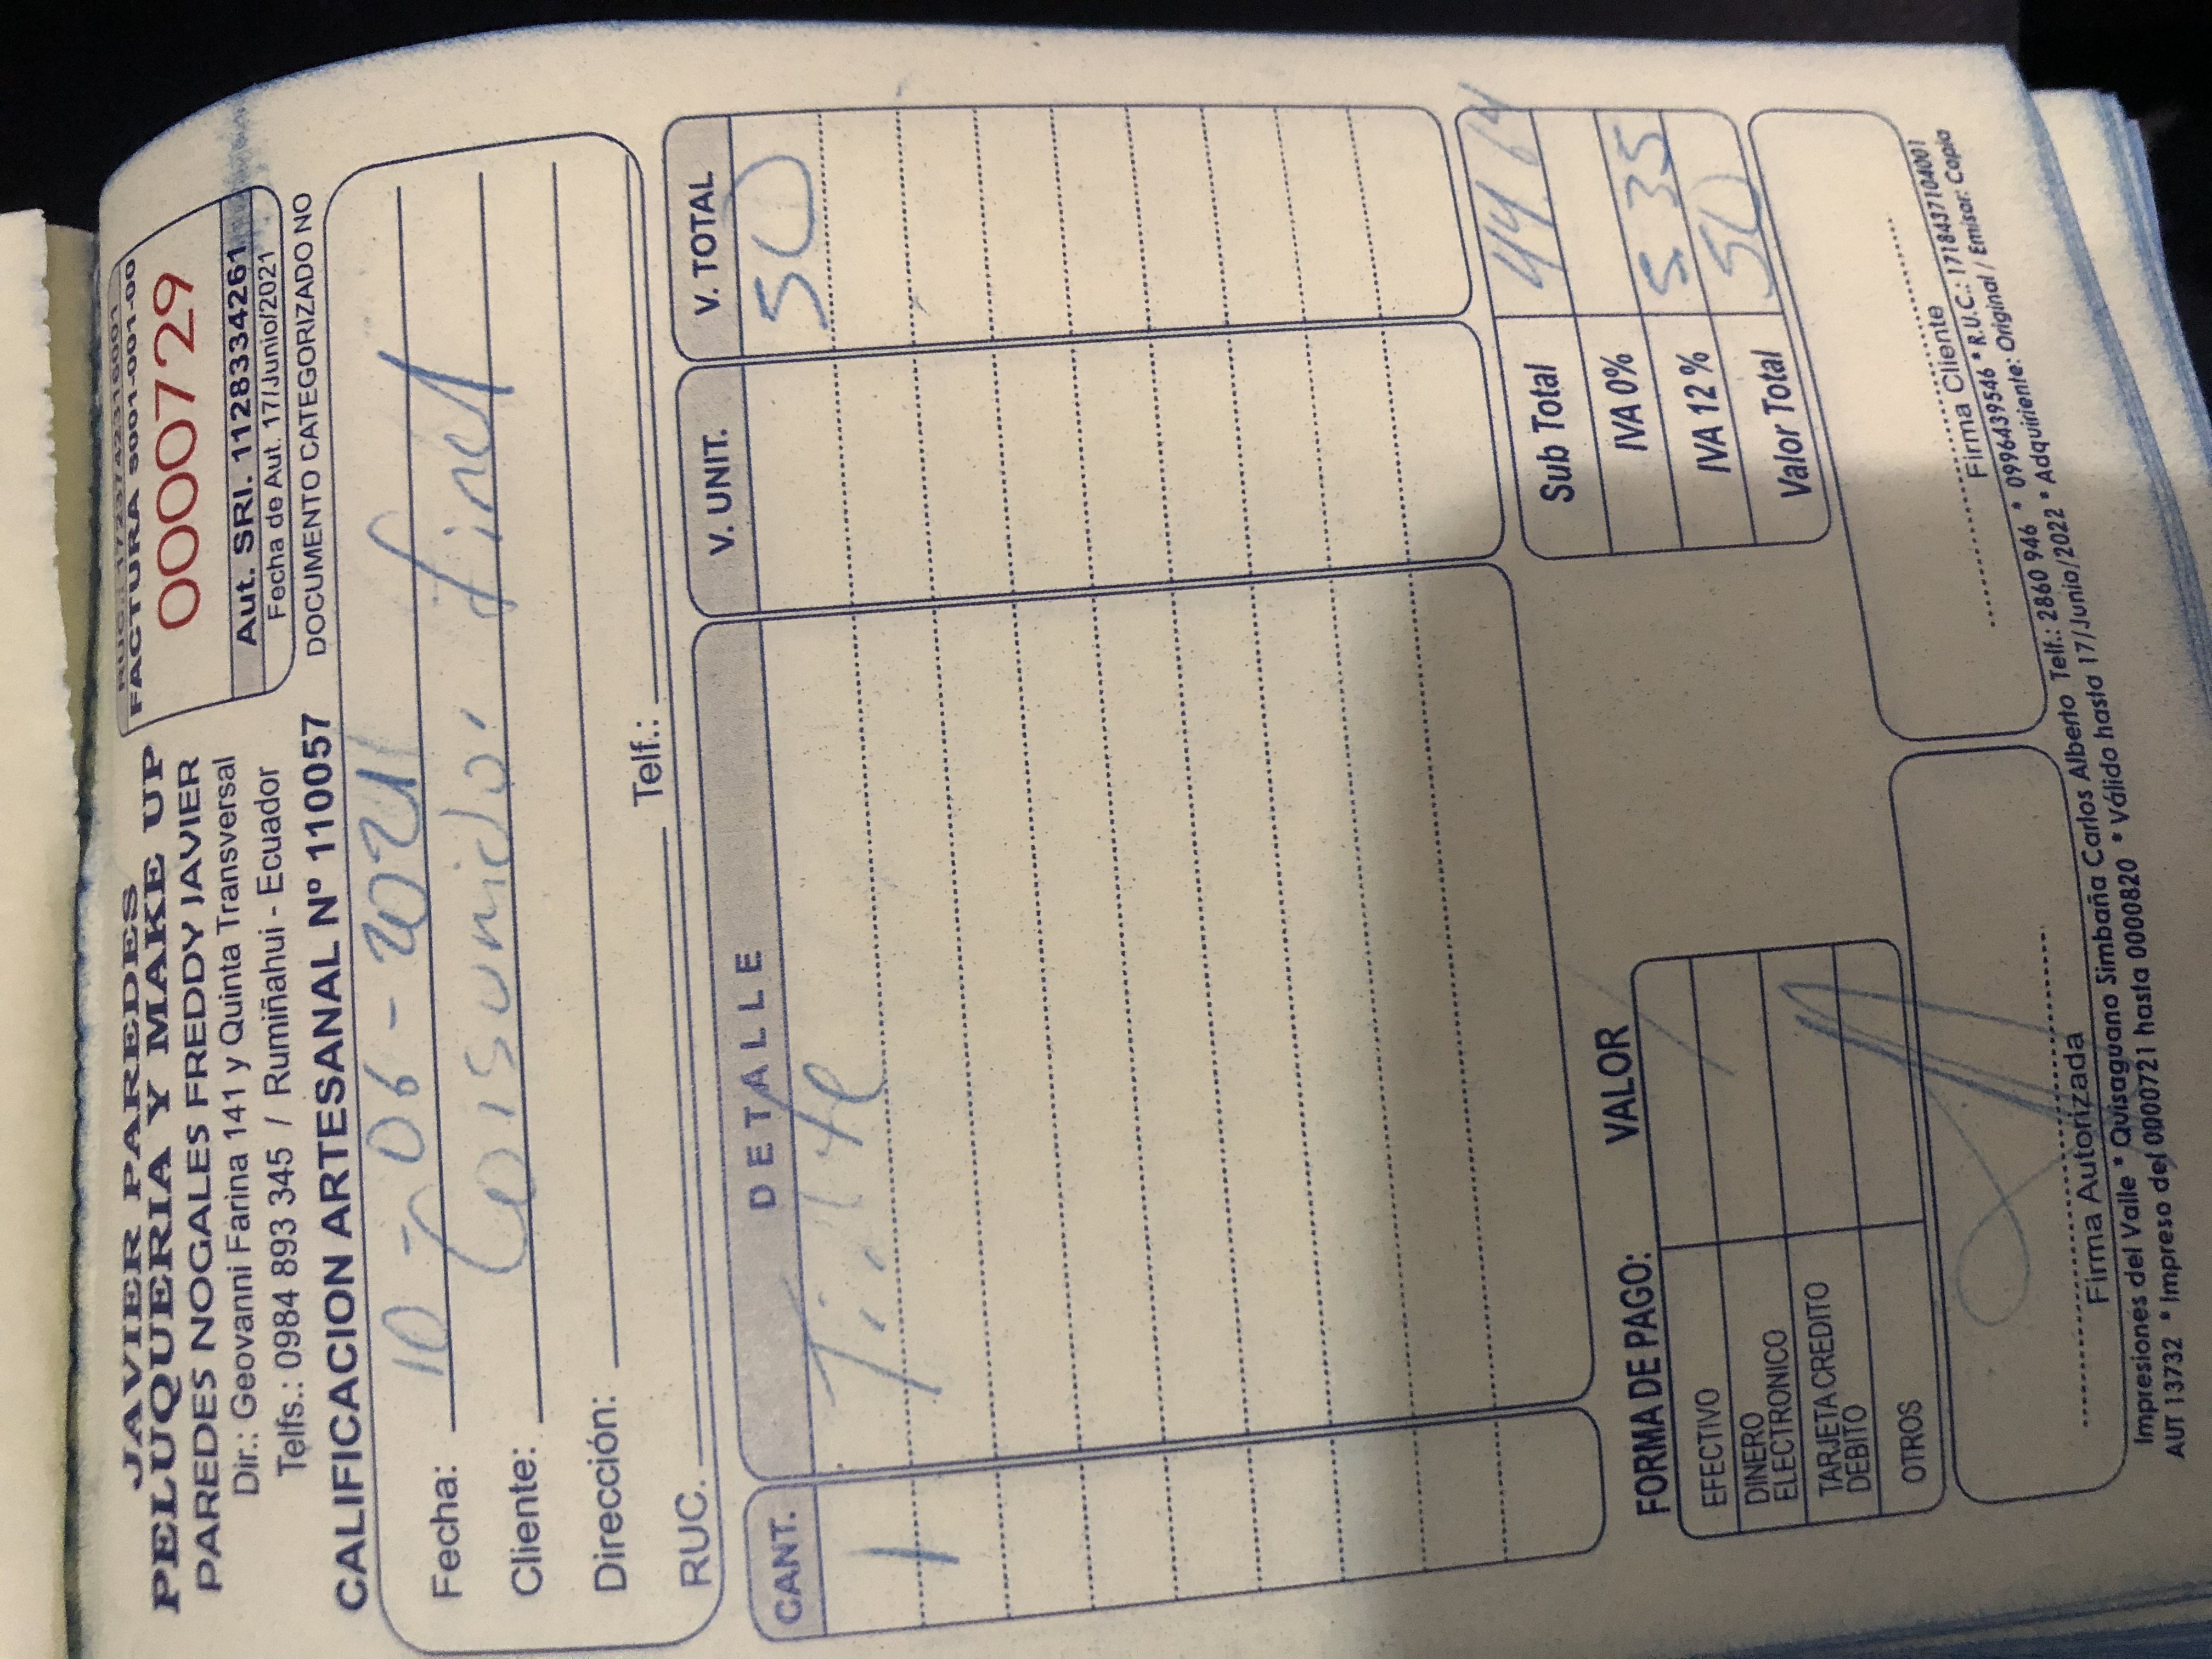 JAVIER PAREDES
PELUQUERIA Y MAKE UP
PAREDES NOGALES FREDDY JAVIER
Dir.: Geovanni Farina 141 y Quinta Transversal
Telfs.: 0984 893 345 / Rumiñahui - Ecuador
CALIFICACION ARTESANAL Nº 110057
RUC.: 1723742316001
FACTURA S001-001-00
0000729
Aut. SRI. 1128334261
Fecha de Aut. 17/Junio/2021
DOCUMENTO CATEGORIZADO NO
Fecha: 10 - 06 - 2021
Cliente: Consumidor final
Dirección:
RUC. Telf.:
CANT. DETALLE V. UNIT. V. TOTAL
1 Tinte 50
Sub Total 44.64
IVA 0%
IVA 12 % 5.35
Valor Total 50
FORMA DE PAGO: VALOR
EFECTIVO
DINERO ELECTRONICO
TARJETA CREDITO DEBITO
OTROS
Firma Autorizada
Firma Cliente
Impresiones del Valle * Quisaguano Simbaña Carlos Alberto Telf.: 2860 946 * 0996439546 * R.U.C.: 1718437104001
AUT 13732 * Impreso del 0000721 hasta 0000820 * Válido hasta 17/Junio/2022 * Adquiriente: Original / Emisor: Copia